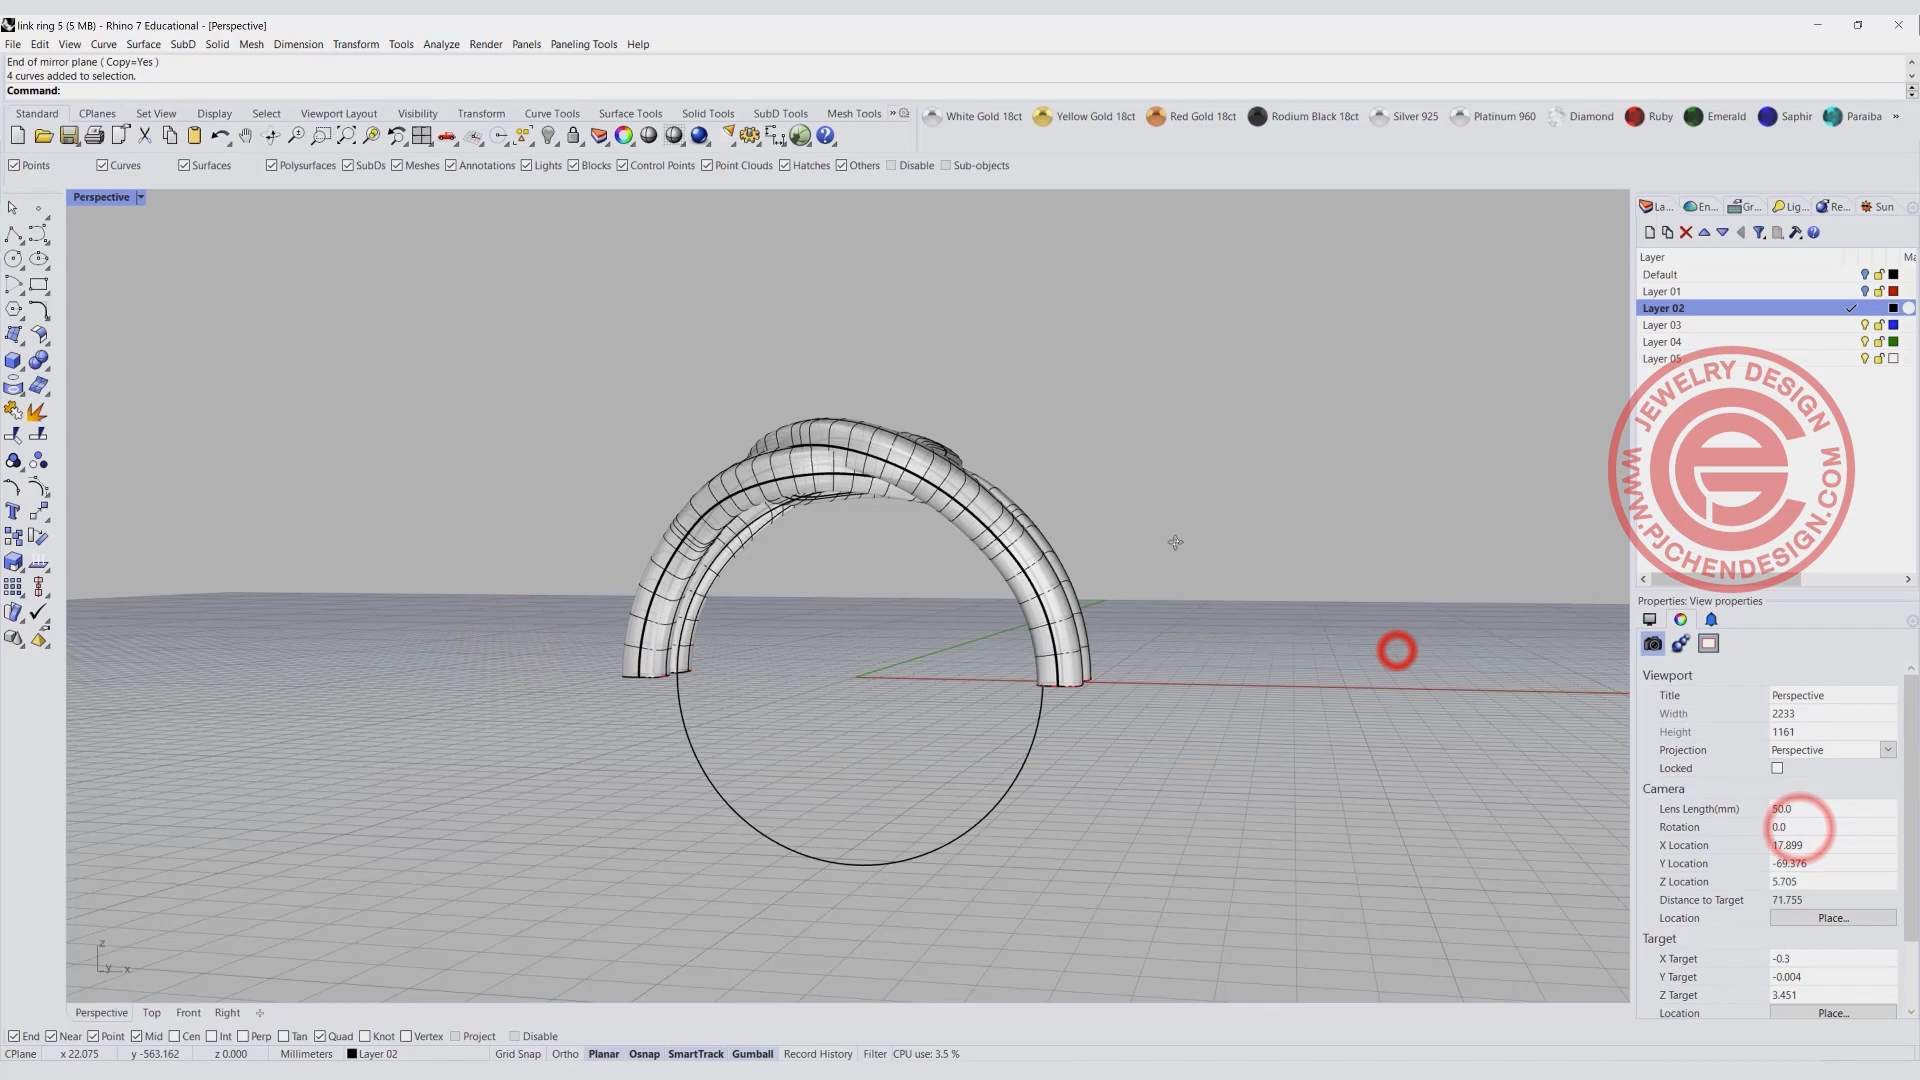 link ring 5 (5 MB) - Rhino 7 Educational - [Perspective]
File Edit View Curve Surface SubD Solid Mesh Dimension Transform Tools Analyze Render Panels Paneling Tools Help
End of mirror plane ( Copy=Yes )
4 curves added to selection.
Command:
Standard CPlanes Set View Display Select Viewport Layout Visibility Transform Curve Tools Surface Tools Solid Tools SubD Tools Mesh Tools »
White Gold 18ct Yellow Gold 18ct Red Gold 18ct Rodium Black 18ct Silver 925 Platinum 960 Diamond Ruby Emerald Saphir Paraiba »
Points Curves Surfaces Polysurfaces SubDs Meshes Annotations Lights Blocks Control Points Point Clouds Hatches Others Disable Sub-objects
Perspective
La... En... Gr... Lig... Re... Sun
Layer Ma
Default
Layer 01
Layer 02
Layer 03
Layer 04
Layer 05
JEWELRY DESIGN
WWW.PJCHENDESIGN.COM
Properties: View properties
Viewport
Title Perspective
Width 2233
Height 1161
Projection Perspective
Locked
Camera
Lens Length(mm) 50.0
Rotation 0.0
X Location 17.899
Y Location -69.376
Z Location 5.705
Distance to Target 71.755
Location Place...
Target
X Target -0.3
Y Target -0.004
Z Target 3.451
Location Place...
z
y x
Perspective Top Front Right
End Near Point Mid Cen Int Perp Tan Quad Knot Vertex Project Disable
CPlane x 22.075 y -563.162 z 0.000 Millimeters Layer 02 Grid Snap Ortho Planar Osnap SmartTrack Gumball Record History Filter CPU use: 3.5 %